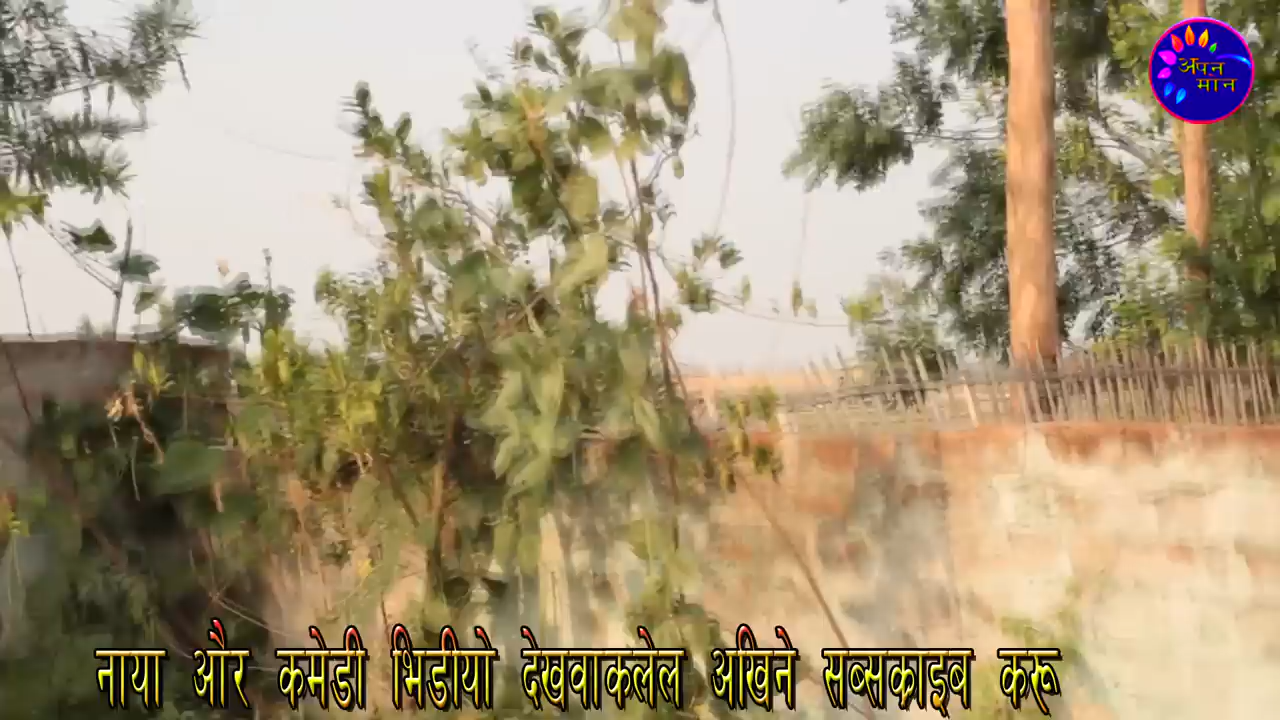 अपन
मान
नाया और कमेडी भिडीयो देखवाकलेल अखिने सब्सक्राइब करू